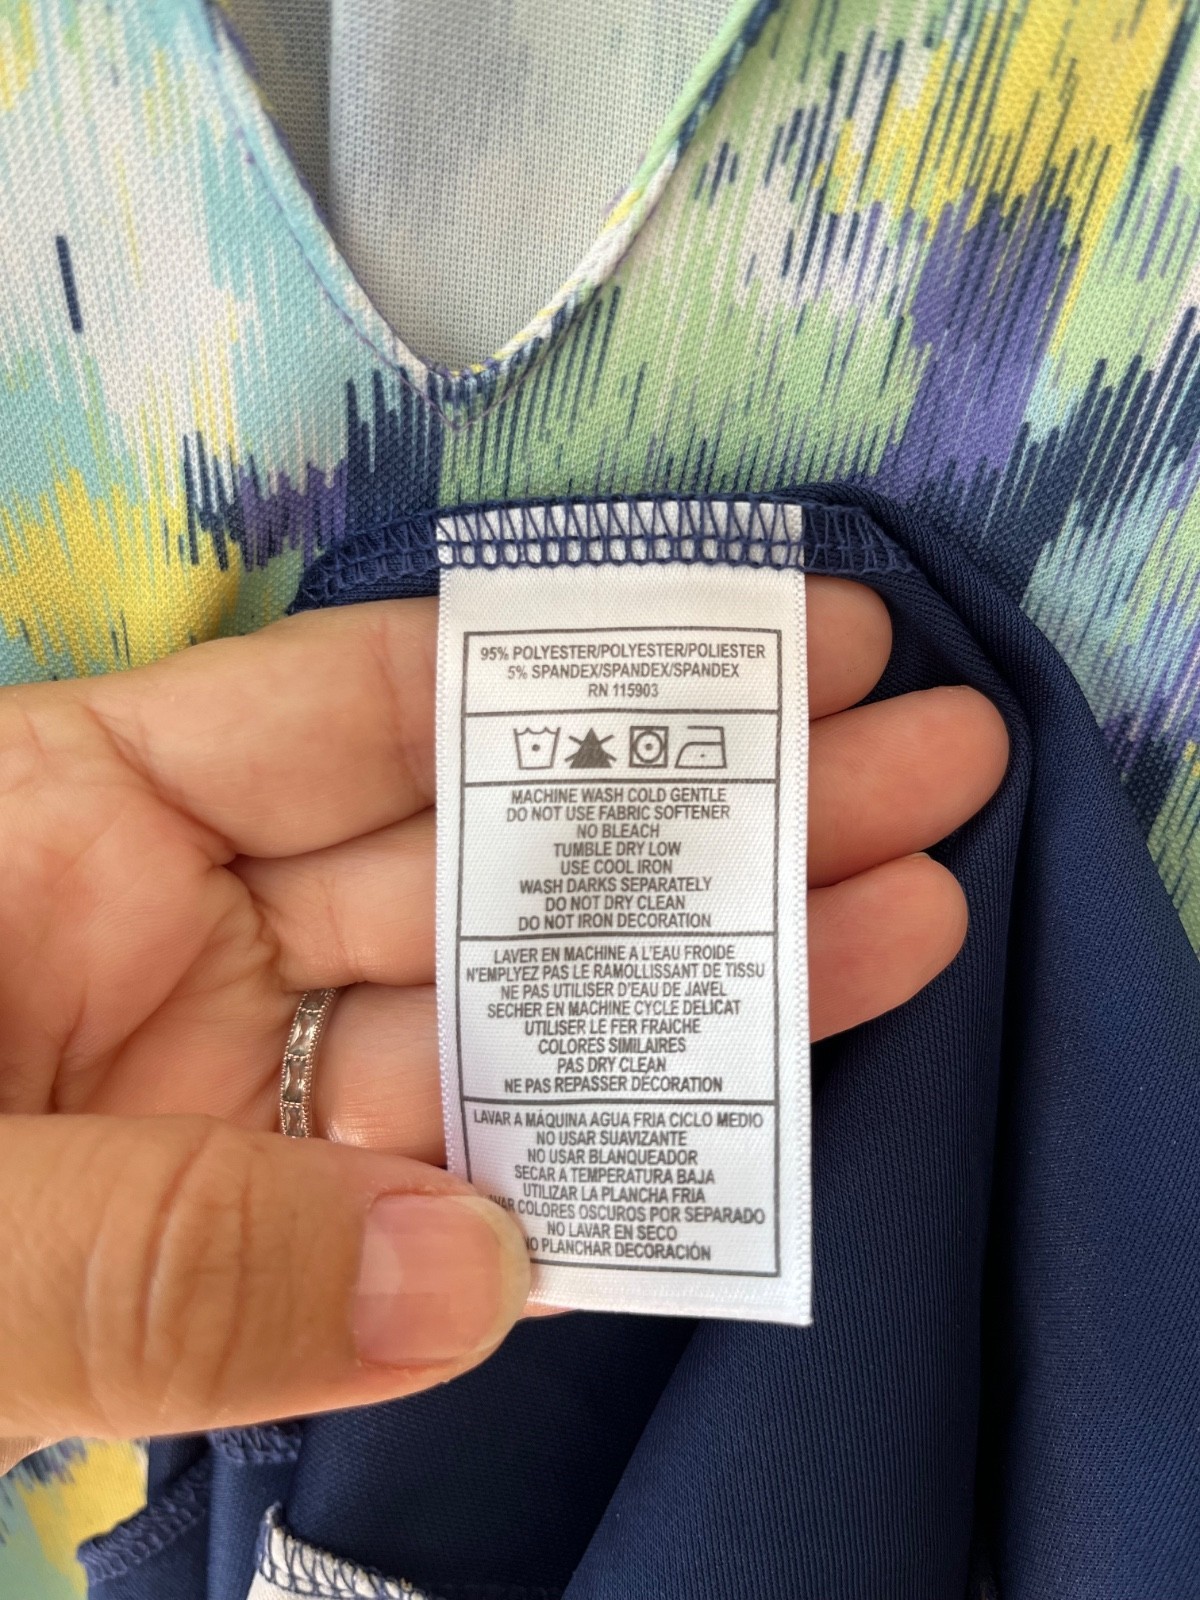 95% POLYESTER/POLYESTER/POLIESTER
5% SPANDEX/SPANDEX/SPANDEX
RN 115903
MACHINE WASH COLD GENTLE
DO NOT USE FABRIC SOFTENER
NO BLEACH
TUMBLE DRY LOW
USE COOL IRON
WASH DARKS SEPARATELY
DO NOT DRY CLEAN
DO NOT IRON DECORATION
LAVER EN MACHINE A L'EAU FROIDE
N'EMPLYEZ PAS LE RAMOLLISSANT DE TISSU
NE PAS UTILISER D'EAU DE JAVEL
SECHER EN MACHINE CYCLE DELICAT
UTILISER LE FER FRAICHE
COLORES SIMILAIRES
PAS DRY CLEAN
NE PAS REPASSER DECORATION
LAVAR A MÁQUINA AGUA FRIA CICLO MEDIO
NO USAR SUAVIZANTE
NO USAR BLANQUEADOR
SECAR A TEMPERATURA BAJA
UTILIZAR LA PLANCHA FRIA
COLORES OSCUROS POR SEPARADO
NO LAVAR EN SECO
PLANCHAR DECORACIÓN